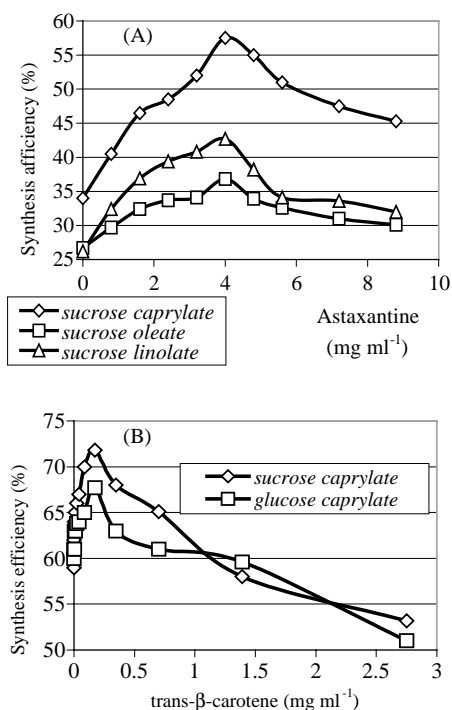 (A)
Synthesis afficiency (%)
60
55
50
45
40
35
30
25
0 2 4 6 8 10
Astaxantine
(mg ml-1)
sucrose caprylate
sucrose oleate
sucrose linolate
(B)
Synthesis efficiency (%)
75
70
65
60
55
50
0 0.5 1 1.5 2 2.5 3
sucrose caprylate
glucose caprylate
trans-β-carotene (mg ml-1)